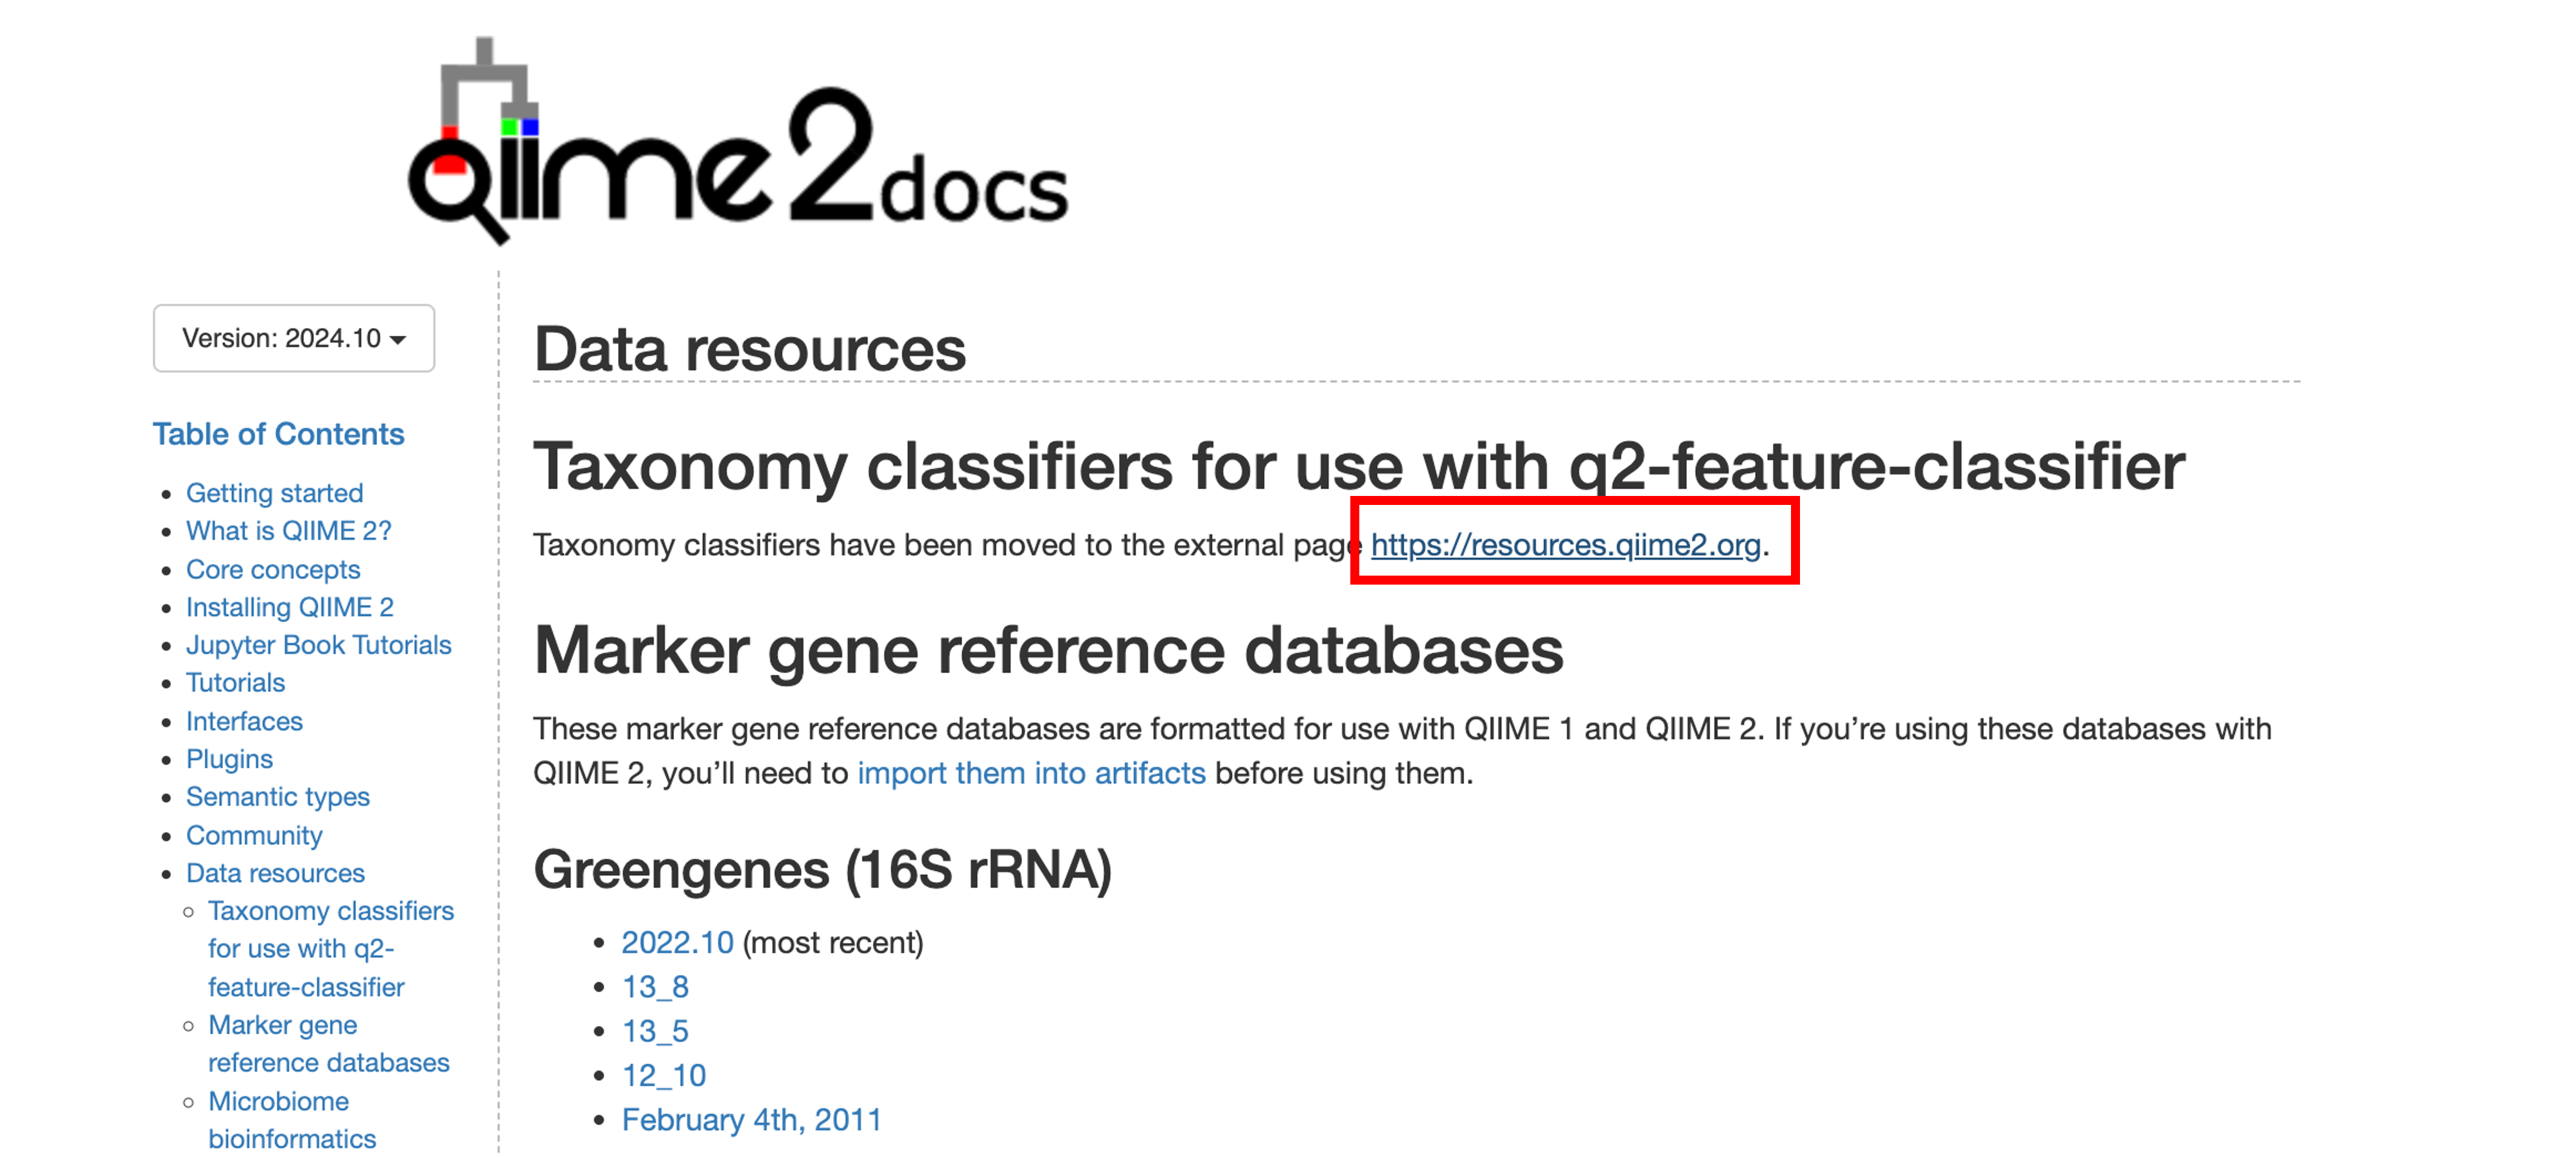 Qiime2docs
Version: 2024.10
Table of Contents
Getting started
What is QIIME 2?
Core concepts
Installing QIIME 2
Jupyter Book Tutorials
Tutorials
Interfaces
Plugins
Semantic types
Community
Data resources
Taxonomy classifiers
for use with q2-
feature-classifier
Marker gene
reference databases
Microbiome
bioinformatics
Data resources
Taxonomy classifiers for use with q2-feature-classifier
Taxonomy classifiers have been moved to the external page https://resources.qiime2.org.
Marker gene reference databases
These marker gene reference databases are formatted for use with QIIME 1 and QIIME 2. If you’re using these databases with
QIIME 2, you’ll need to import them into artifacts before using them.
Greengenes (16S rRNA)
2022.10 (most recent)
13_8
13_5
12_10
February 4th, 2011